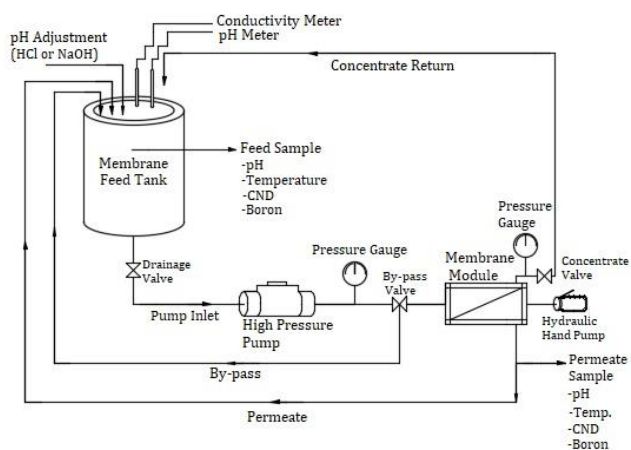 Conductivity Meter
pH Meter
pH Adjustment
(HCl or NaOH)
Concentrate Return
Membrane
Feed Tank
Feed Sample
-pH
-Temperature
-CND
-Boron
Pressure
Gauge
Drainage
Valve
Pressure Gauge
By-pass
Valve
Membrane
Module
Concentrate
Valve
Pump Inlet
High Pressure
Pump
Hydraulic
Hand Pump
By-pass
Permeate
Permeate
Sample
-pH
-Temp.
-CND
-Boron